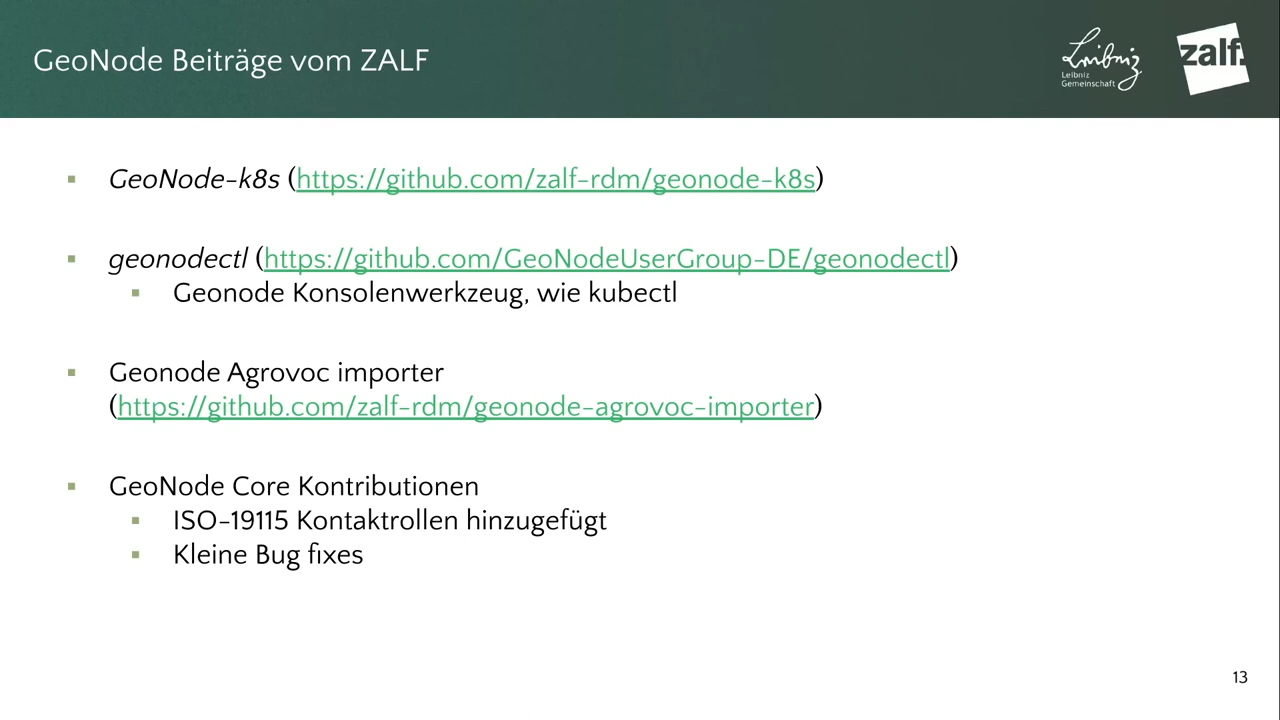 GeoNode Beiträge vom ZALF
Leibniz
Leibniz
Gemeinschaft
zalf.
GeoNode-k8s (https://github.com/zalf-rdm/geonode-k8s)
geonodectl (https://github.com/GeoNodeUserGroup-DE/geonodectl)
Geonode Konsolenwerkzeug, wie kubectl
Geonode Agrovoc importer
(https://github.com/zalf-rdm/geonode-agrovoc-importer)
GeoNode Core Kontributionen
ISO-19115 Kontaktrollen hinzugefügt
Kleine Bug fixes
13